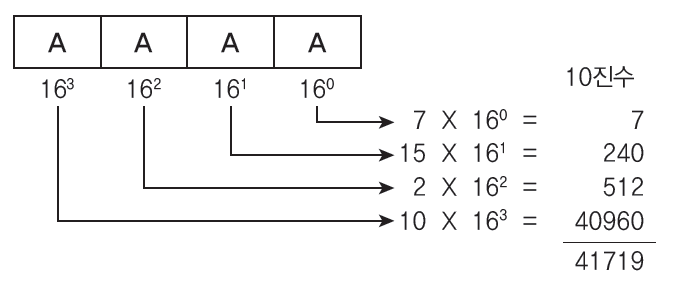 A A A A
16³ 16² 16¹ 16⁰
10진수
7 X 16⁰ = 7
15 X 16¹ = 240
2 X 16² = 512
10 X 16³ = 40960
41719